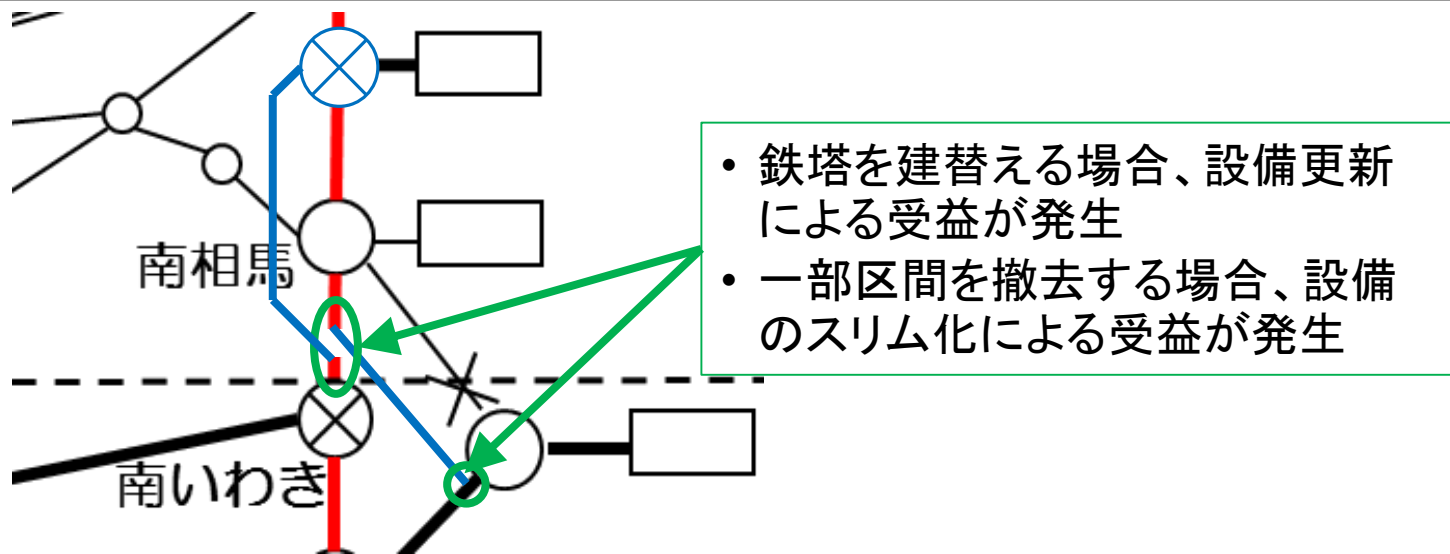 • 鉄塔を建替える場合、設備更新
による受益が発生
• 一部区間を撤去する場合、設備
のスリム化による受益が発生
南相馬
南いわき